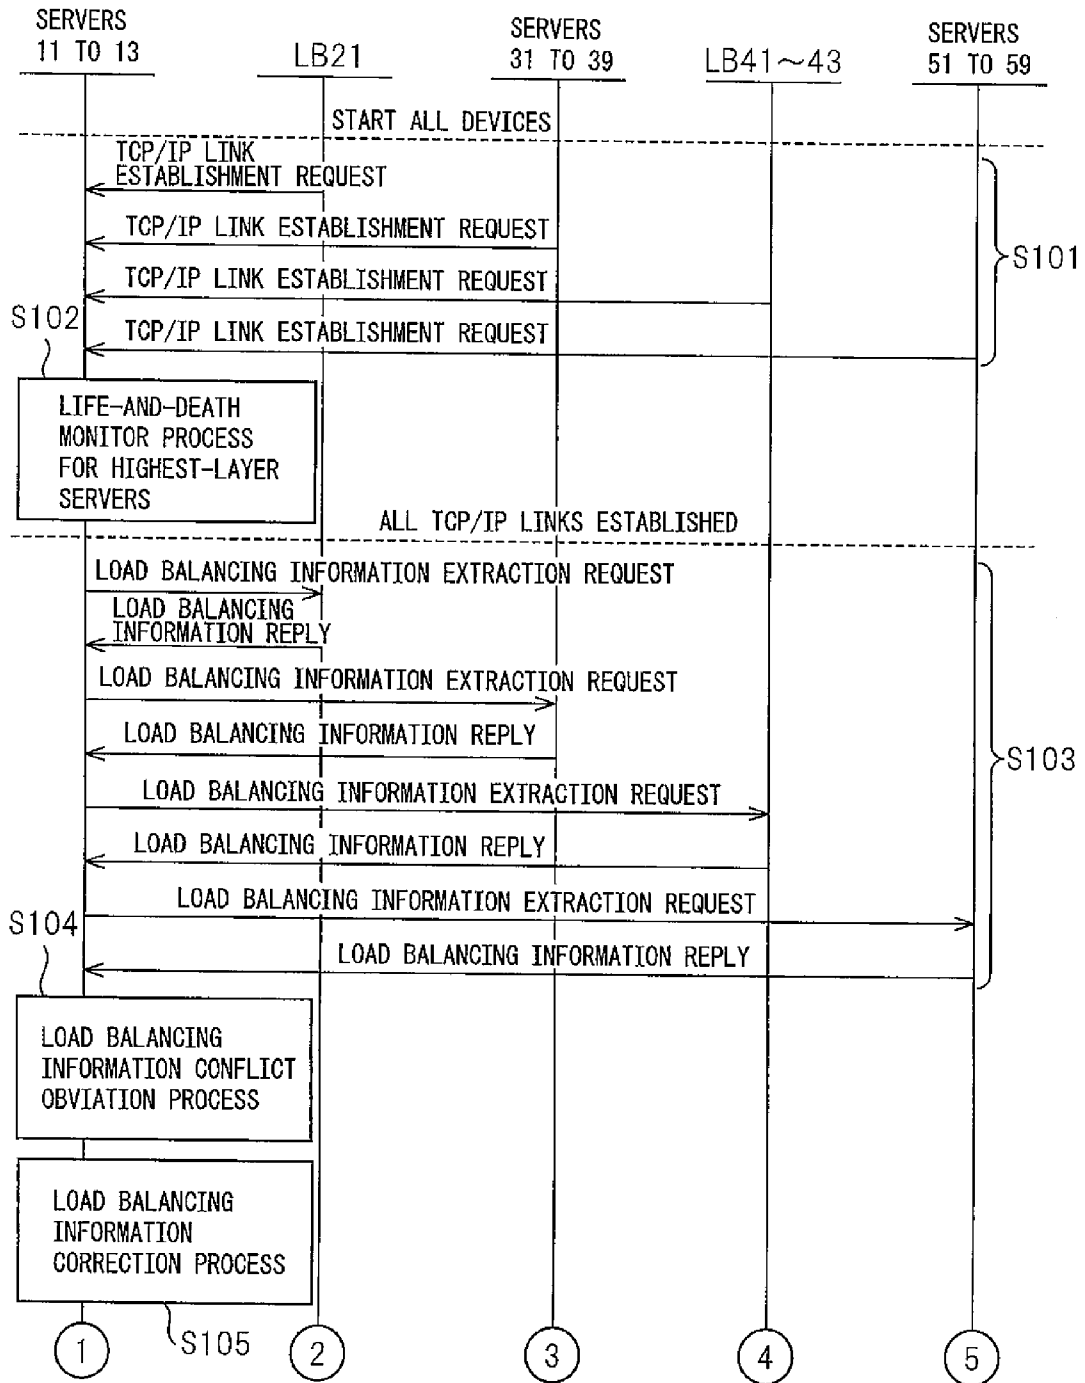 SERVERS
11 TO 13
LB21
SERVERS
31 TO 39
LB41~43
SERVERS
51 TO 59
START ALL DEVICES
TCP/IP LINK
ESTABLISHMENT REQUEST
TCP/IP LINK ESTABLISHMENT REQUEST
S101
TCP/IP LINK ESTABLISHMENT REQUEST
S102
TCP/IP LINK ESTABLISHMENT REQUEST
LIFE-AND-DEATH
MONITOR PROCESS
FOR HIGHEST-LAYER
SERVERS
ALL TCP/IP LINKS ESTABLISHED
LOAD BALANCING INFORMATION EXTRACTION REQUEST
LOAD BALANCING
INFORMATION REPLY
LOAD BALANCING INFORMATION EXTRACTION REQUEST
LOAD BALANCING INFORMATION REPLY
S103
LOAD BALANCING INFORMATION EXTRACTION REQUEST
LOAD BALANCING INFORMATION REPLY
LOAD BALANCING INFORMATION EXTRACTION REQUEST
S104
LOAD BALANCING INFORMATION REPLY
LOAD BALANCING
INFORMATION CONFLICT
OBVIATION PROCESS
LOAD BALANCING
INFORMATION
CORRECTION PROCESS
S105
1
2
3
4
5